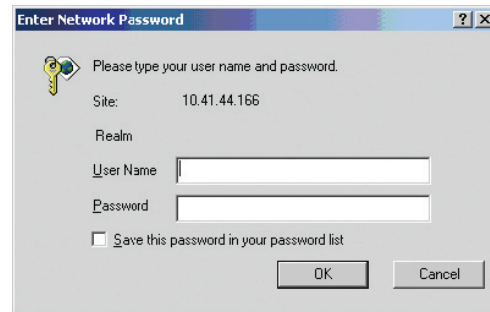 Enter Network Password
Please type your user name and password.
Site: 10.41.44.166
Realm
User Name
Password
Save this password in your password list
OK Cancel